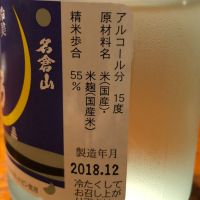 名倉山
アルコール分 15度
原材料名 米(国産)・
米麹(国産米)
精米歩合 55%
製造年月
2018.12
冷たくして
お召し上が